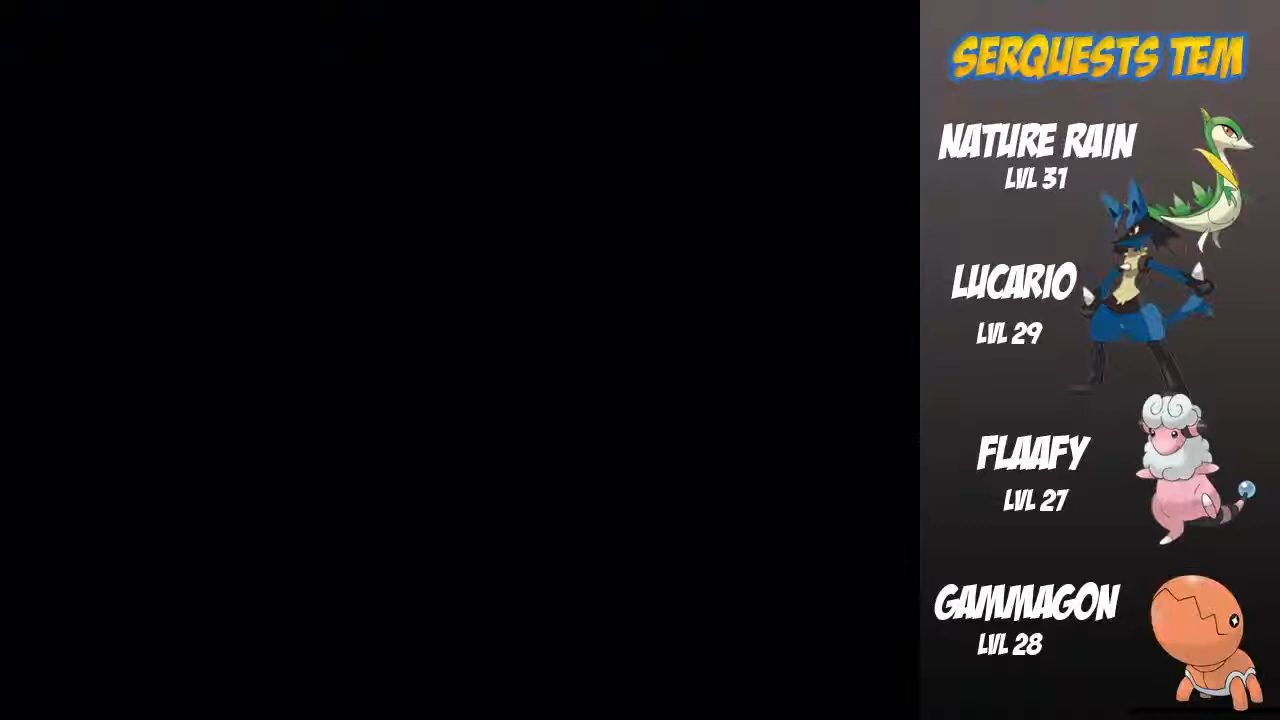 SERQUESTS TEM
NATURE RAIN
LVL 31
LUCARIO
LVL 29
FLAAFY
LVL 27
GAMMAGON
LVL 28